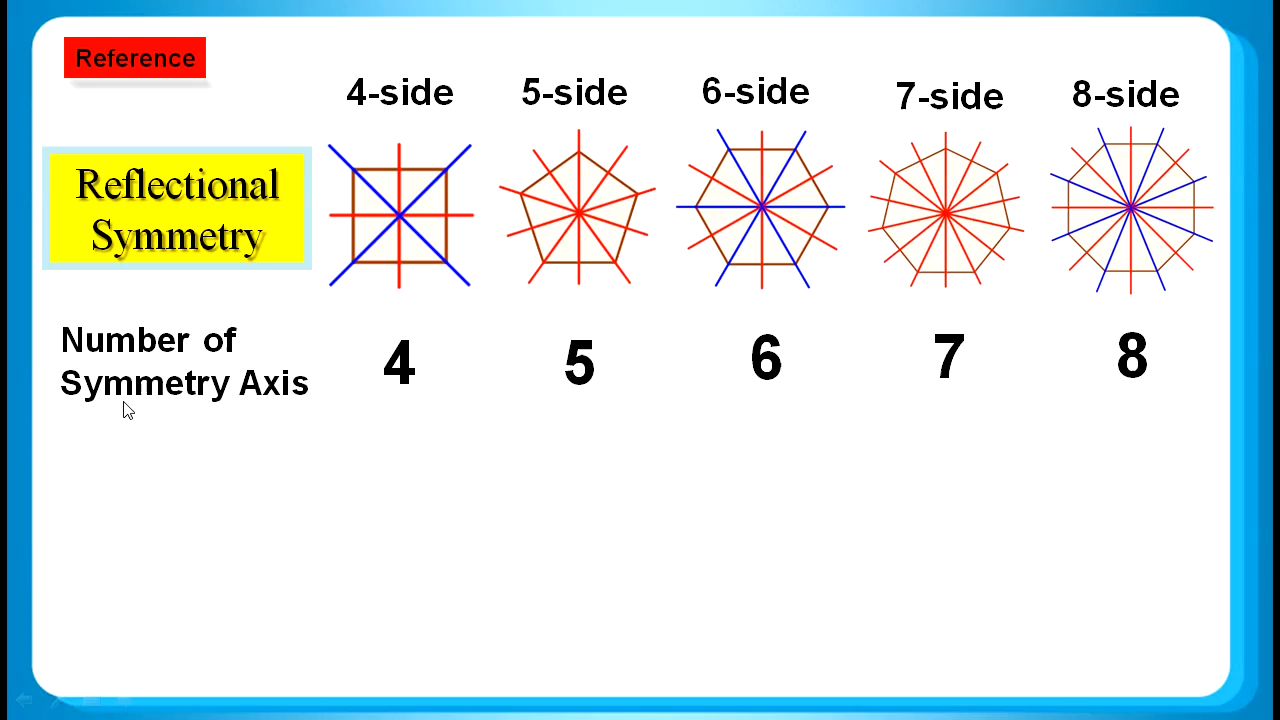 Reference
4-side 5-side 6-side 7-side 8-side
Reflectional
Symmetry
Number of
Symmetry Axis
4 5 6 7 8